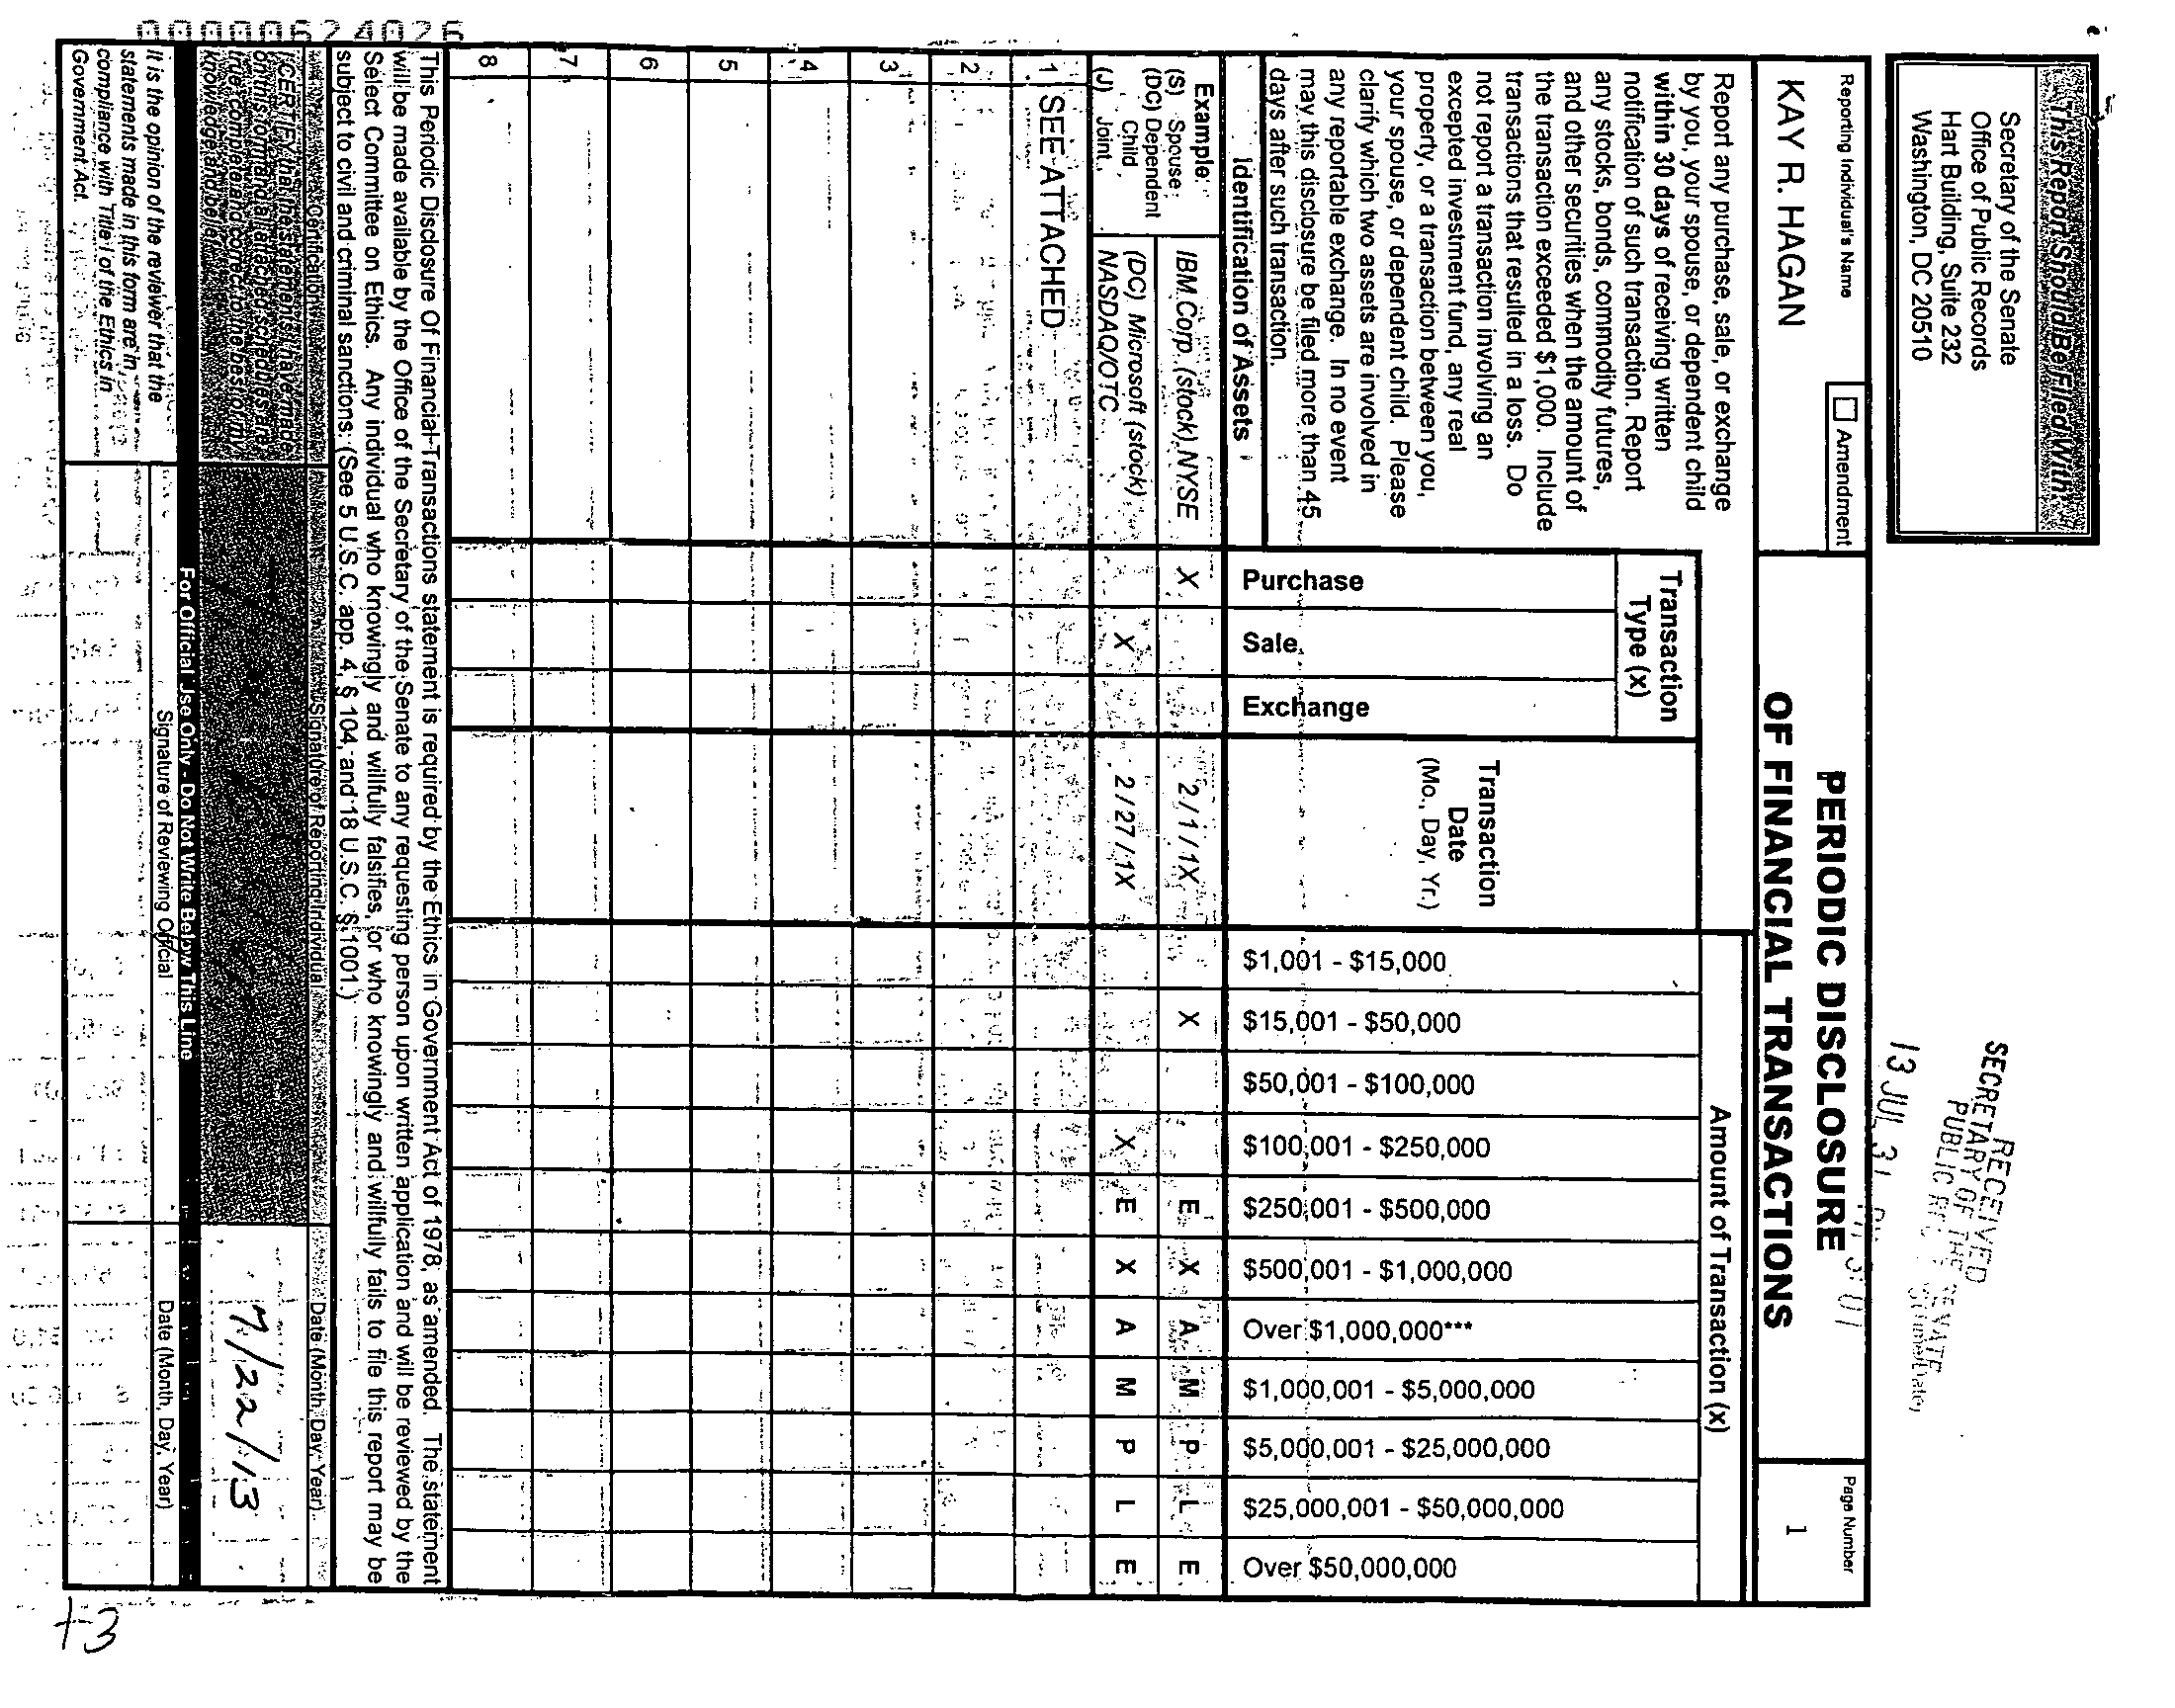 This Report Should Be Filed With:
Secretary of the Senate
Office of Public Records
Hart Building, Suite 232
Washington, DC 20510
RECEIVED
SECRETARY OF THE SENATE
PUBLIC
13 JUL 31
Reporting Individual's Name
Amendment
KAY R. HAGAN
PERIODIC DISCLOSURE
OF FINANCIAL TRANSACTIONS
Page Number
1
Report any purchase, sale, or exchange
by you, your spouse, or dependent child
within 30 days of receiving written
notification of such transaction. Report
any stocks, bonds, commodity futures,
and other securities when the amount of
the transaction exceeded $1,000. Include
transactions that resulted in a loss. Do
not report a transaction involving an
excepted investment fund, any real
property, or a transaction between you,
your spouse, or dependent child. Please
clarify which two assets are involved in
any reportable exchange. In no event
may this disclosure be filed more than 45
days after such transaction.
Identification of Assets
Transaction
Type (x)
Purchase
Sale
Exchange
Transaction
Date
(Mo., Day, Yr.)
Amount of Transaction (x)
$1,001 - $15,000
$15,001 - $50,000
$50,001 - $100,000
$100,001 - $250,000
$250,001 - $500,000
$500,001 - $1,000,000
Over $1,000,000***
$1,000,001 - $5,000,000
$5,000,001 - $25,000,000
$25,000,001 - $50,000,000
Over $50,000,000
Example:
(S) Spouse
(DC) Dependent
Child
(J) Joint
IBM Corp. (stock) NYSE X 2/1/1X X E X A M P L E
(DC) Microsoft (stock)
NASDAQ/OTC X 2/27/1X X E X A M P L E
1 SEE ATTACHED
2
3
4
5
6
7
8
This Periodic Disclosure Of Financial Transactions statement is required by the Ethics in Government Act of 1978, as amended. The statement
will be made available by the Office of the Secretary of the Senate to any requesting person upon written application and will be reviewed by the
Select Committee on Ethics. Any individual who knowingly and willfully falsifies, or who knowingly and willfully fails to file this report may be
subject to civil and criminal sanctions. (See 5 U.S.C. app. 4, § 104, and 18 U.S.C. § 1001.)
Certification
Signature of Reporting Individual
Date (Month, Day, Year)
I CERTIFY that the statements I have made
on this form and all attached schedules are
true, complete and correct to the best of my
knowledge and belief.
7/22/13
For Official Use Only - Do Not Write Below This Line
It is the opinion of the reviewer that the
statements made in this form are in
compliance with Title I of the Ethics in
Government Act.
Signature of Reviewing Official
Date (Month, Day, Year)
00000624026
+3